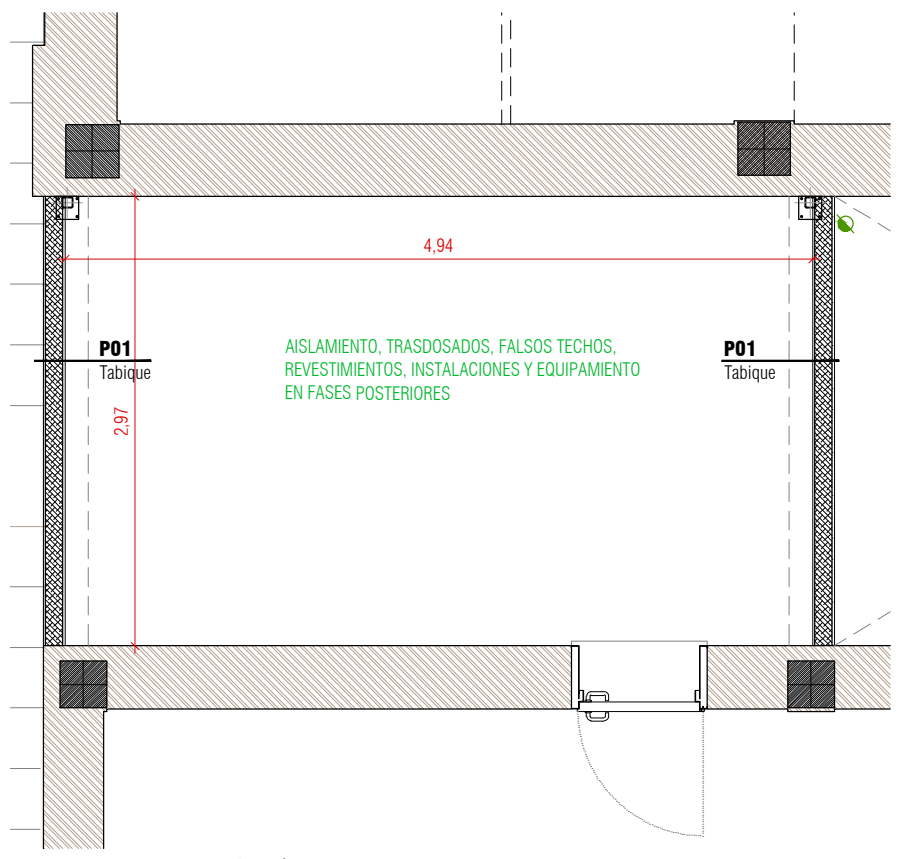 4,94
P01
Tabique
AISLAMIENTO, TRASDOSADOS, FALSOS TECHOS,
REVESTIMIENTOS, INSTALACIONES Y EQUIPAMIENTO
EN FASES POSTERIORES
P01
Tabique
2,97